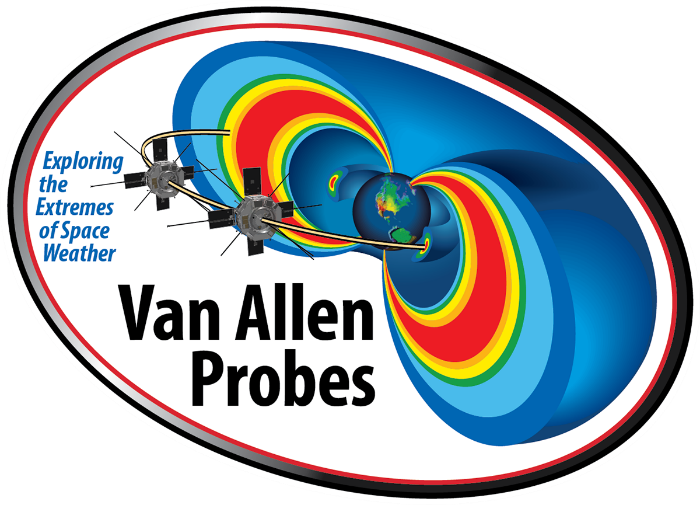 Exploring
the
Extremes
of Space
Weather
Van Allen
Probes